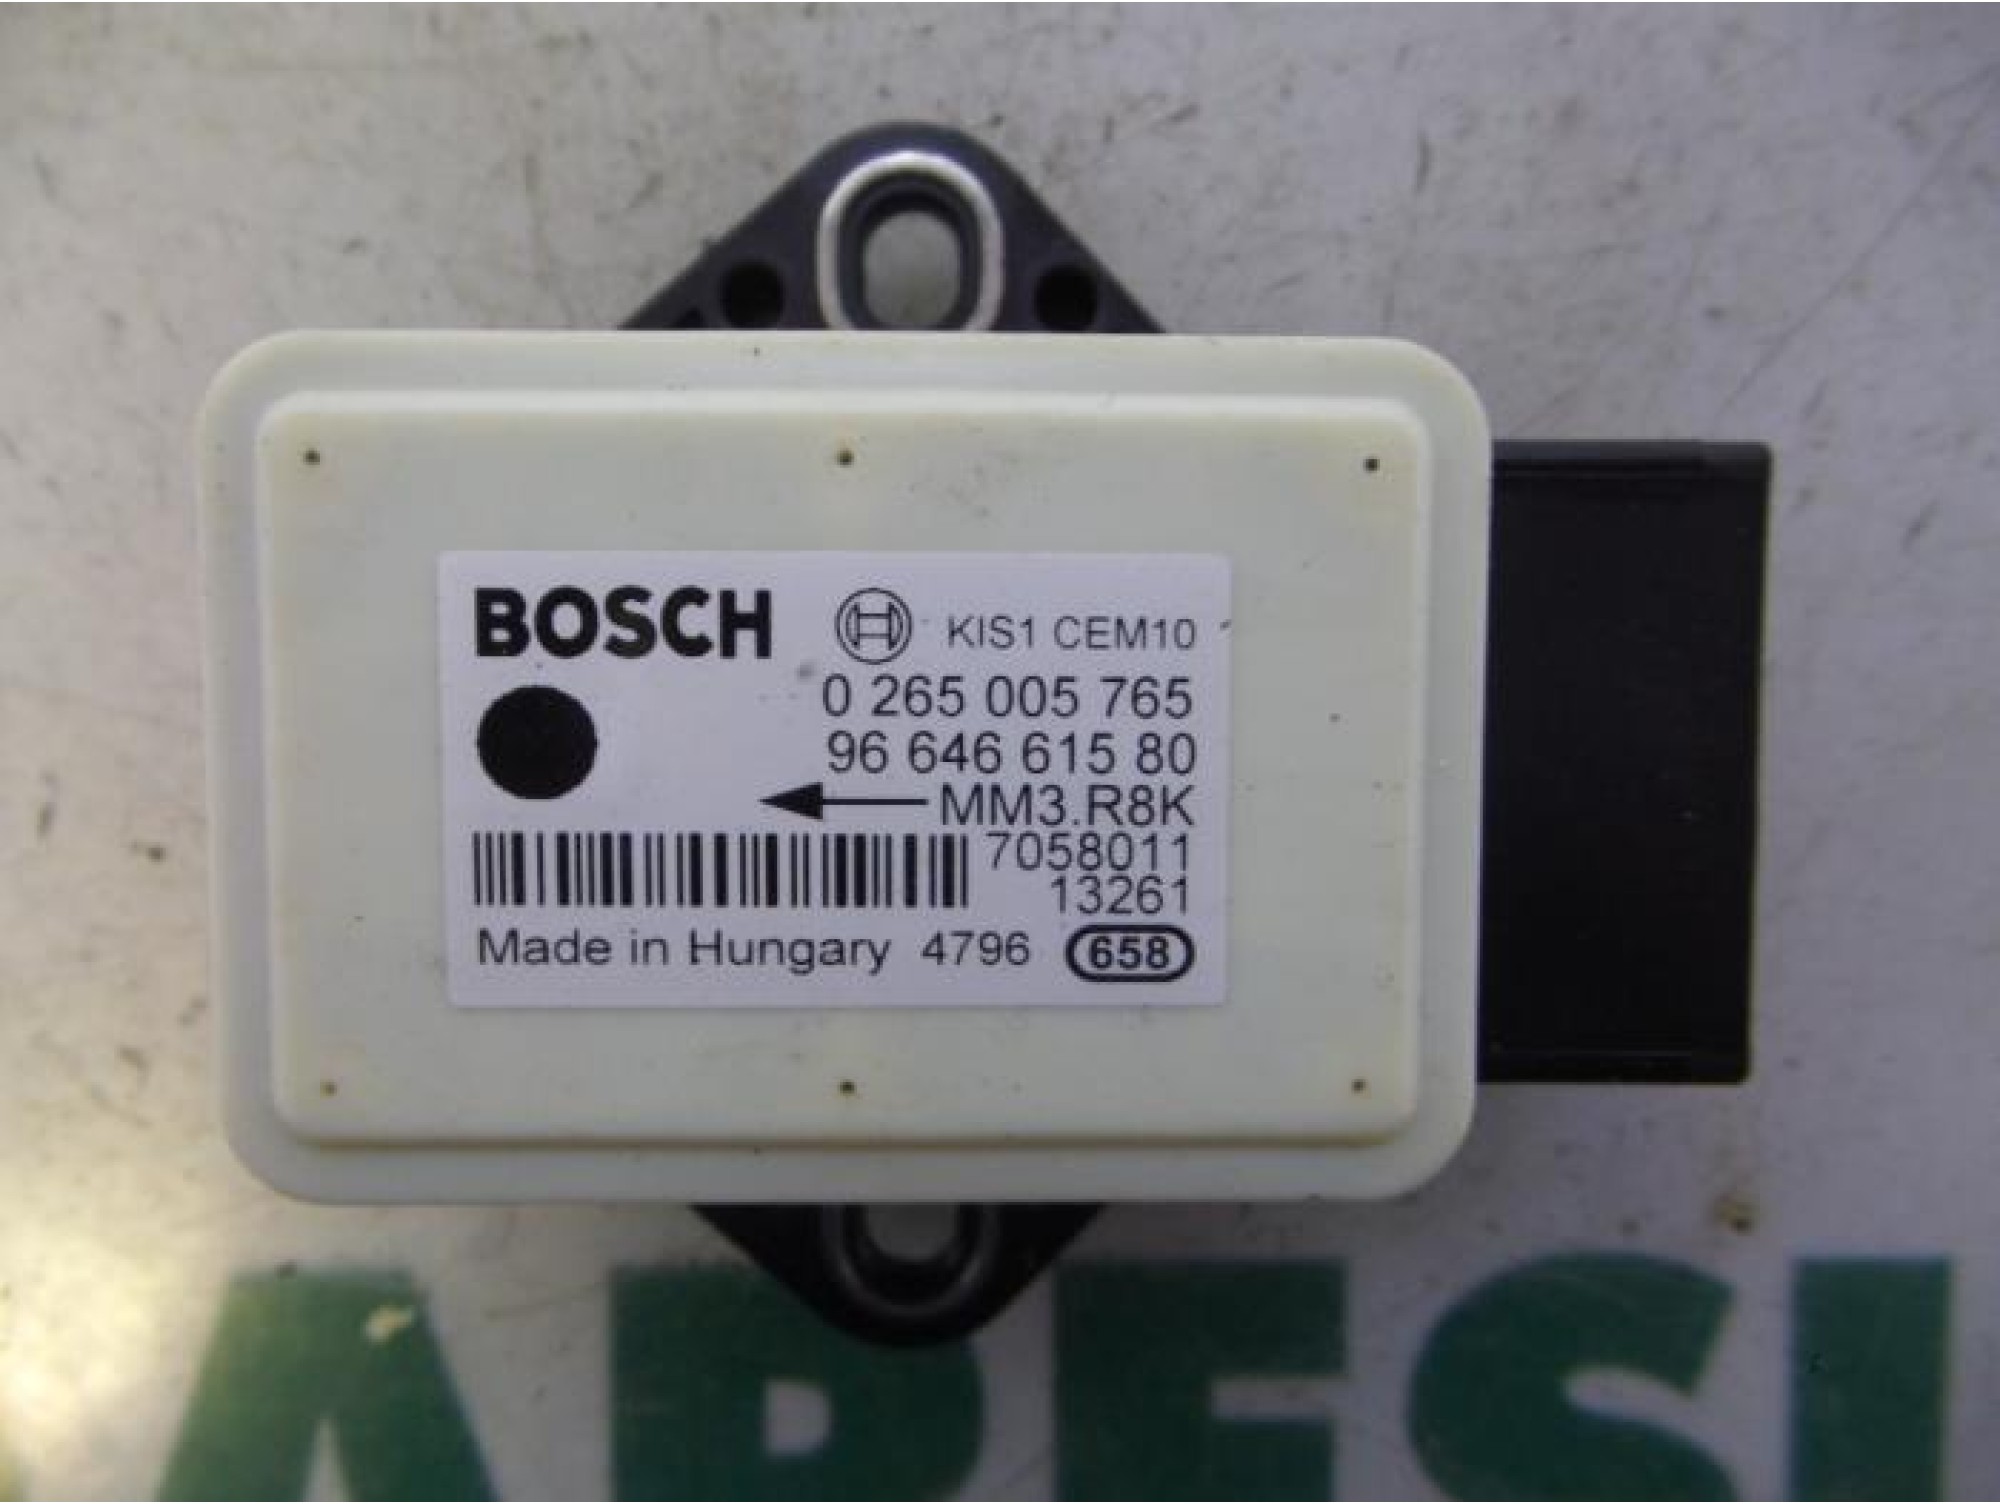 BOSCH KIS1 CEM10
0 265 005 765
96 646 615 80
MM3.R8K
7058011
13261
Made in Hungary 4796 658